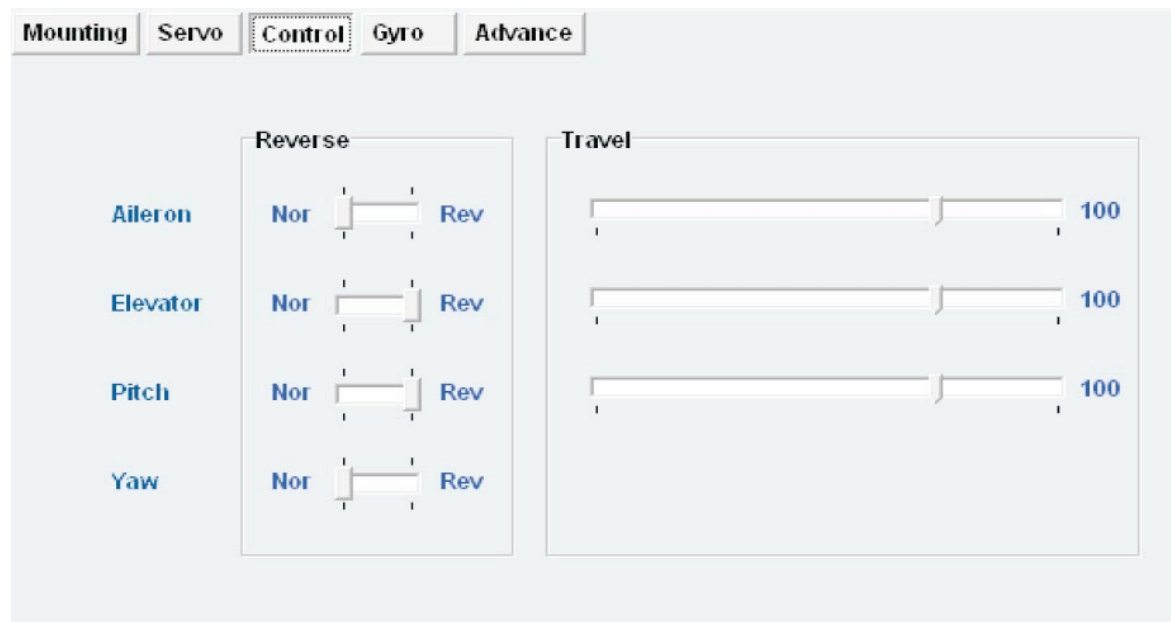 Mounting Servo Control Gyro Advance
Reverse Travel
Aileron Nor Rev 100
Elevator Nor Rev 100
Pitch Nor Rev 100
Yaw Nor Rev